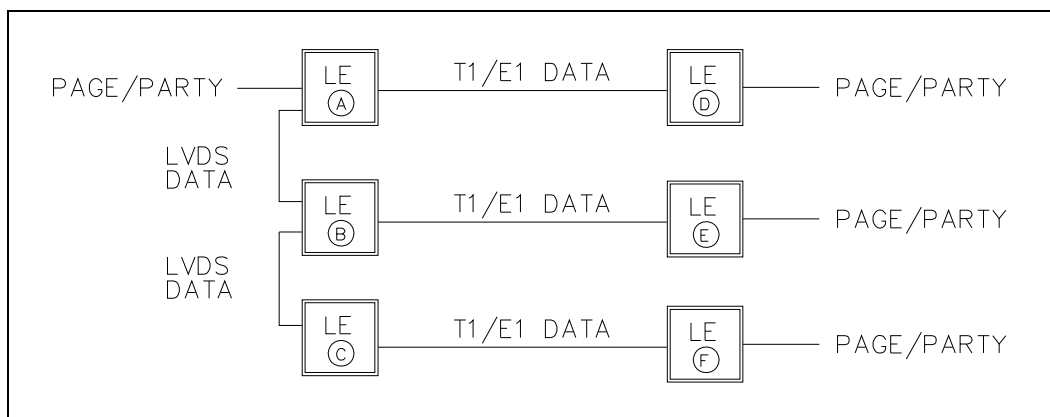 PAGE/PARTY
LE
A
T1/E1 DATA
LE
D
PAGE/PARTY
LVDS
DATA
LE
B
T1/E1 DATA
LE
E
PAGE/PARTY
LVDS
DATA
LE
C
T1/E1 DATA
LE
F
PAGE/PARTY